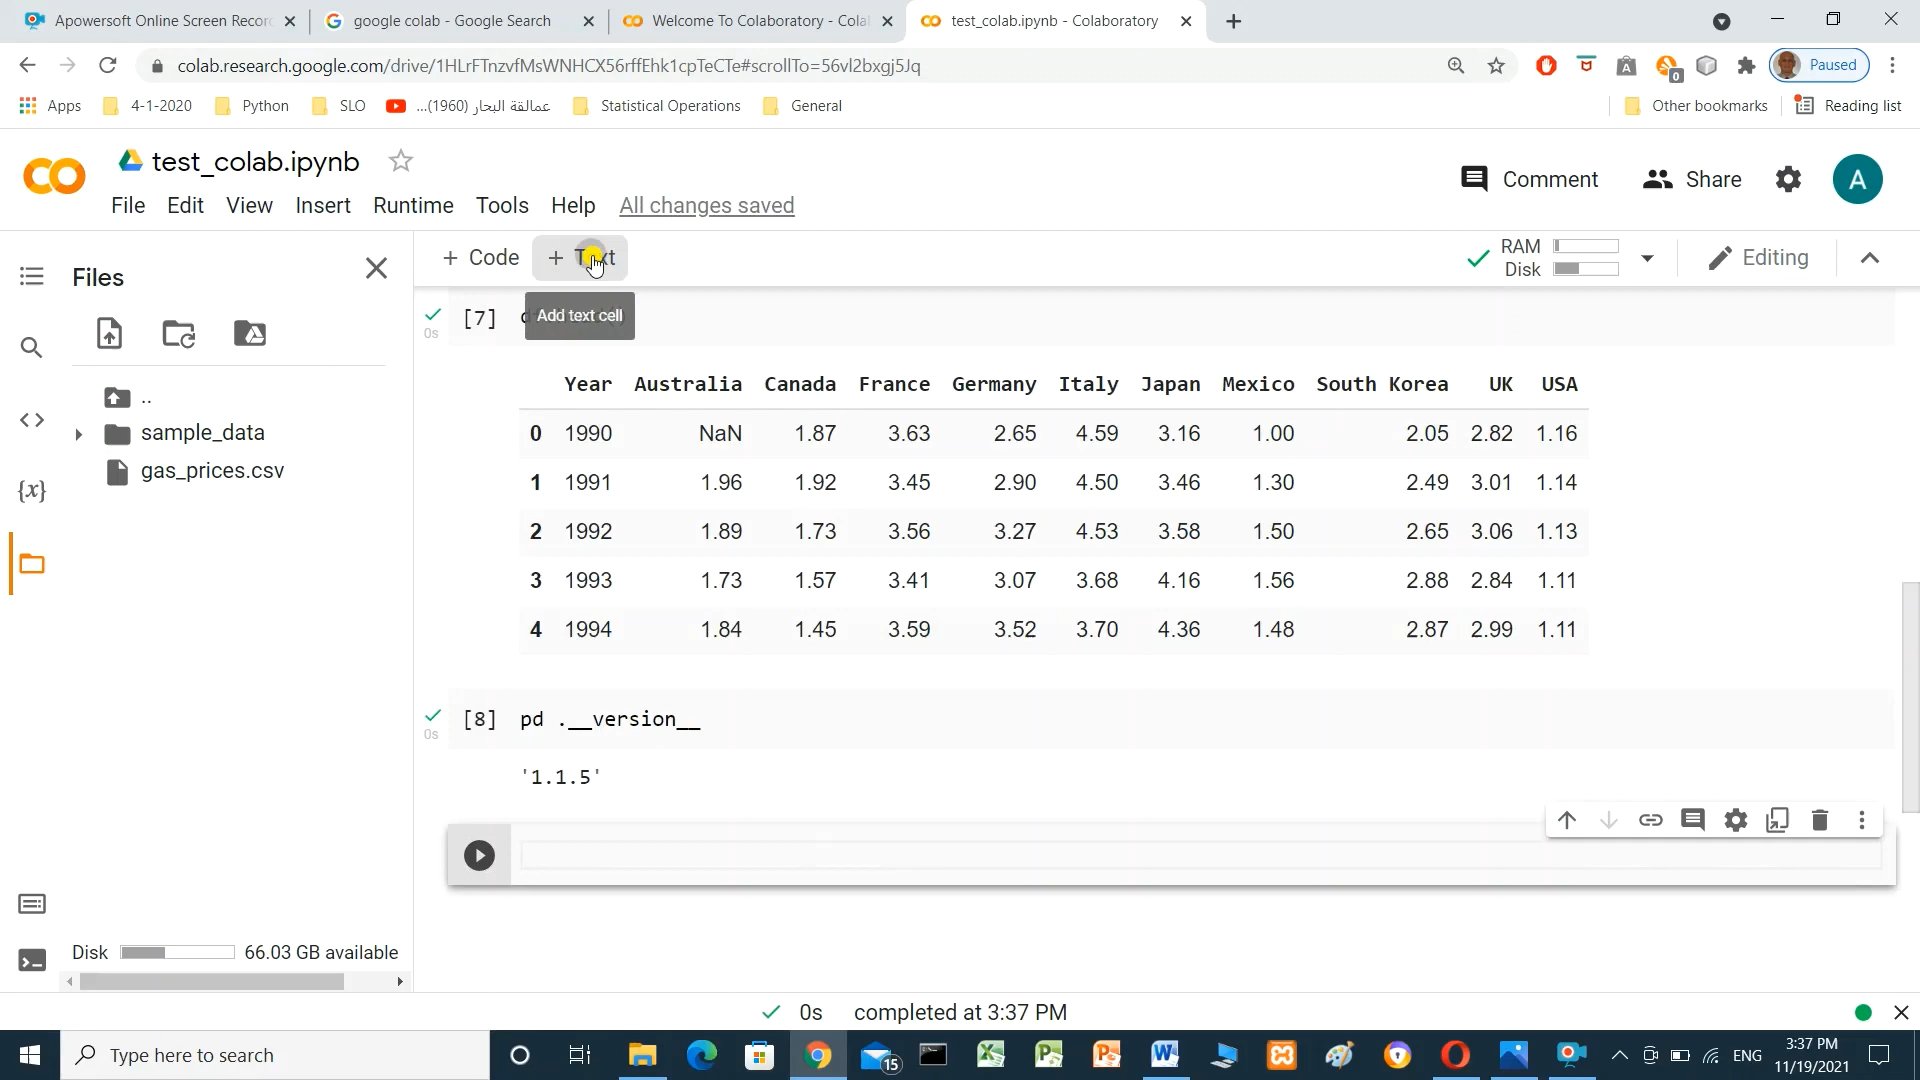 Apowersoft Online Screen Recor
google colab - Google Search
Welcome To Colaboratory - Cola
test_colab.ipynb - Colaboratory
colab.research.google.com/drive/1HLrFTnzvfMsWNHCX56rffEhk1cpTeCTe#scrollTo=56vl2bxgj5Jq
0
Paused
Apps
4-1-2020
Python
SLO
عمالقة البحار (1960)...
Statistical Operations
General
Other bookmarks
Reading list
test_colab.ipynb
Comment
Share
A
File Edit View Insert Runtime Tools Help All changes saved
Files
+ Code
+ Text
RAM
Disk
Editing
Add text cell
0s
[7]
Year Australia Canada France Germany Italy Japan Mexico South Korea UK USA
0 1990 NaN 1.87 3.63 2.65 4.59 3.16 1.00 2.05 2.82 1.16
1 1991 1.96 1.92 3.45 2.90 4.50 3.46 1.30 2.49 3.01 1.14
2 1992 1.89 1.73 3.56 3.27 4.53 3.58 1.50 2.65 3.06 1.13
3 1993 1.73 1.57 3.41 3.07 3.68 4.16 1.56 2.88 2.84 1.11
4 1994 1.84 1.45 3.59 3.52 3.70 4.36 1.48 2.87 2.99 1.11
..
sample_data
gas_prices.csv
{x}
0s
[8] pd .__version__
'1.1.5'
Disk 66.03 GB available
0s completed at 3:37 PM
Type here to search
15
ENG
3:37 PM
11/19/2021